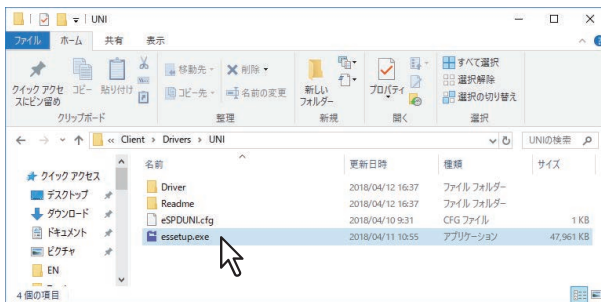 UNI
ファイル ホーム 共有 表示
クイック アクセスにピン留め コピー 貼り付け
移動先 削除
コピー先 名前の変更
新しいフォルダー
プロパティ
すべて選択
選択解除
選択の切り替え
クリップボード 整理 新規 開く 選択
« Client › Drivers › UNI UNIの検索
クイック アクセス
デスクトップ
ダウンロード
ドキュメント
ピクチャ
EN
名前 更新日時 種類 サイズ
Driver 2018/04/12 16:37 ファイル フォルダー
Readme 2018/04/12 16:37 ファイル フォルダー
eSPDUNI.cfg 2018/04/10 9:31 CFG ファイル 1 KB
essetup.exe 2018/04/11 10:55 アプリケーション 47,961 KB
4 個の項目